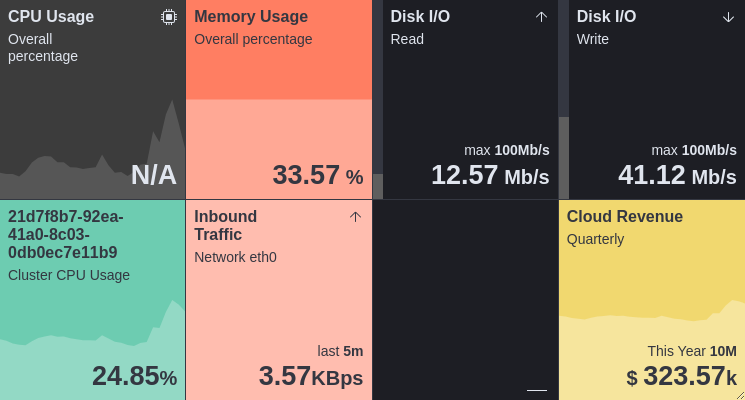 CPU Usage
Overall
percentage
N/A
Memory Usage
Overall percentage
33.57 %
Disk I/O
Read
max 100Mb/s
12.57 Mb/s
Disk I/O
Write
max 100Mb/s
41.12 Mb/s
21d7f8b7-92ea-
41a0-8c03-
0db0ec7e11b9
Cluster CPU Usage
24.85%
Inbound
Traffic
Network eth0
last 5m
3.57KBps
—
Cloud Revenue
Quarterly
This Year 10M
$ 323.57k